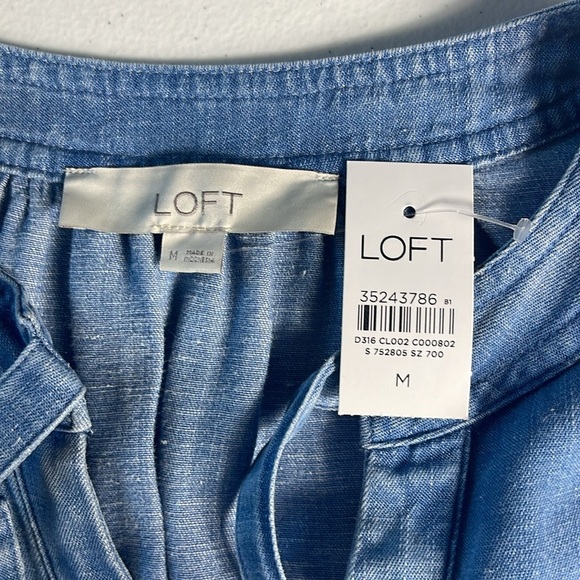 LOFT
M
MADE IN
INDONESIA
LOFT
35243786 B1
D316 CL002 C000802
S 752805 SZ 700
M